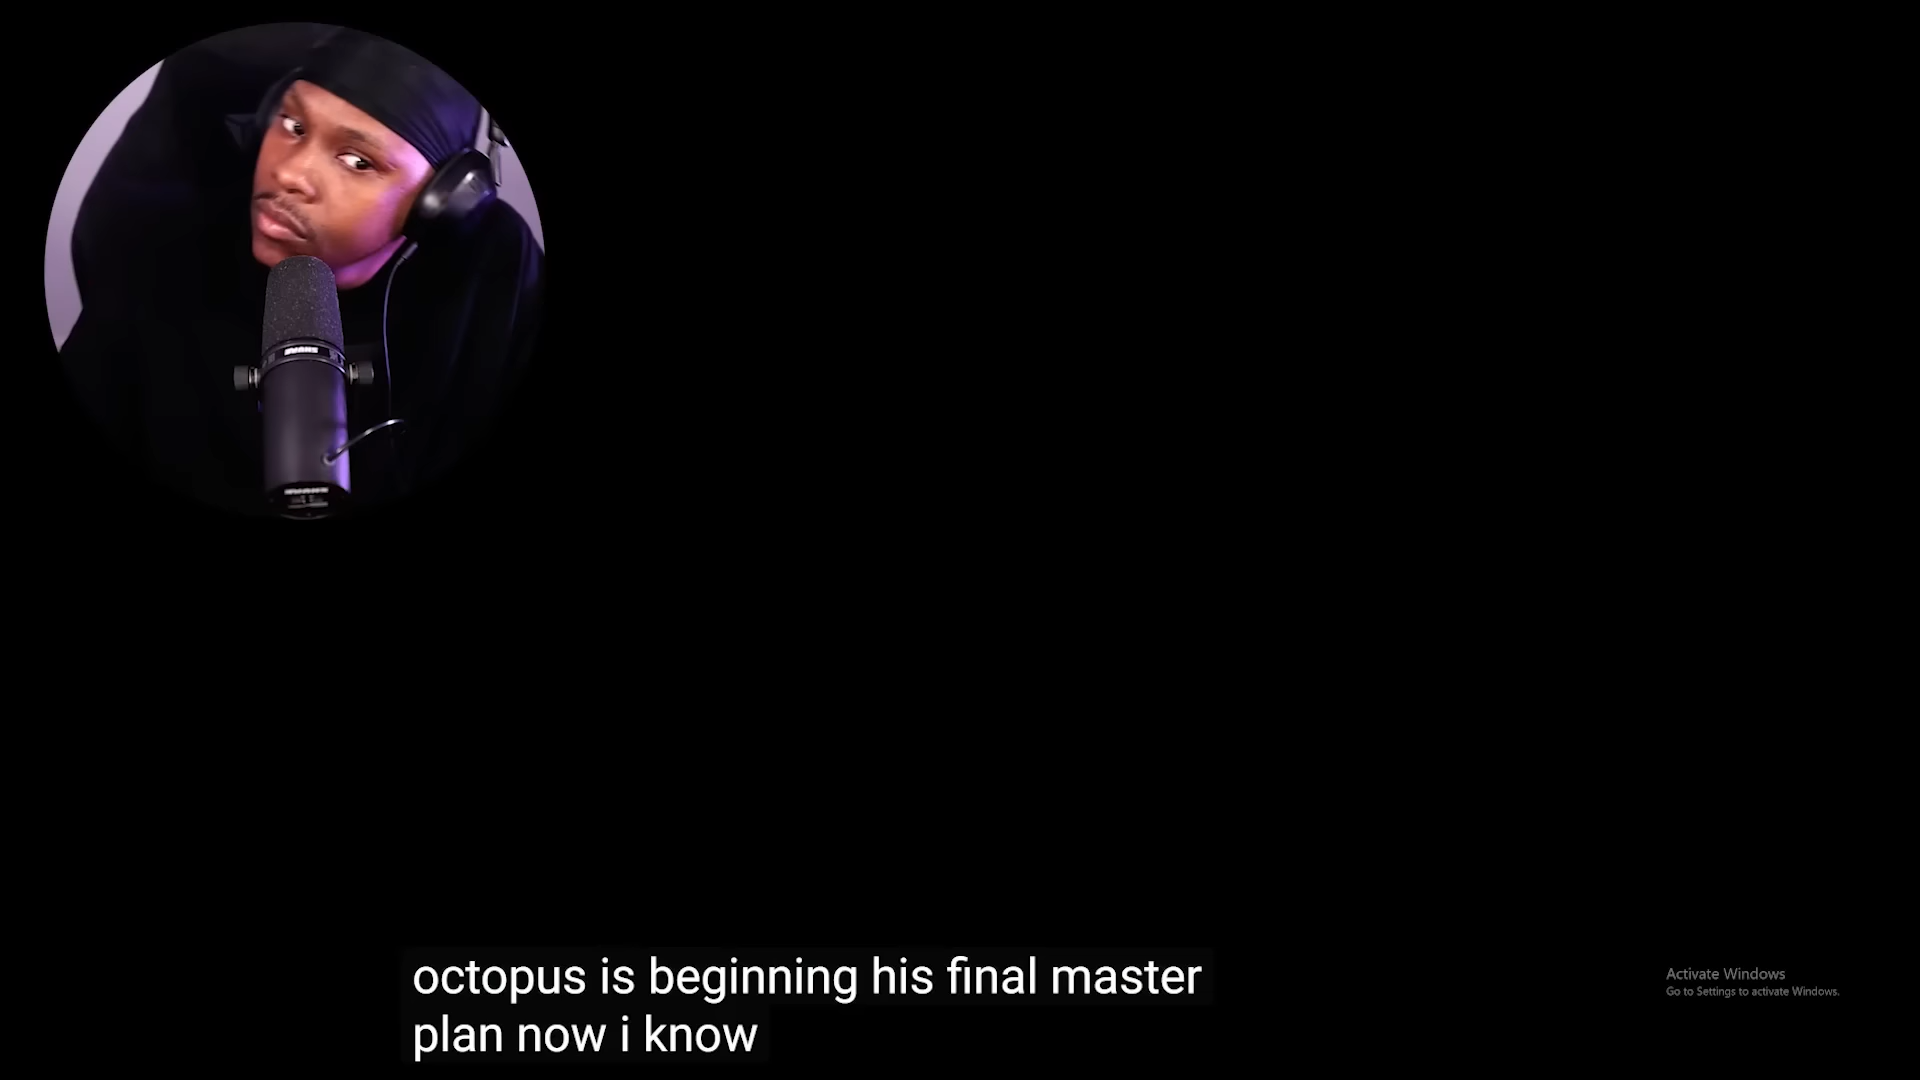 octopus is beginning his final master
plan now i know
Activate Windows
Go to Settings to activate Windows.